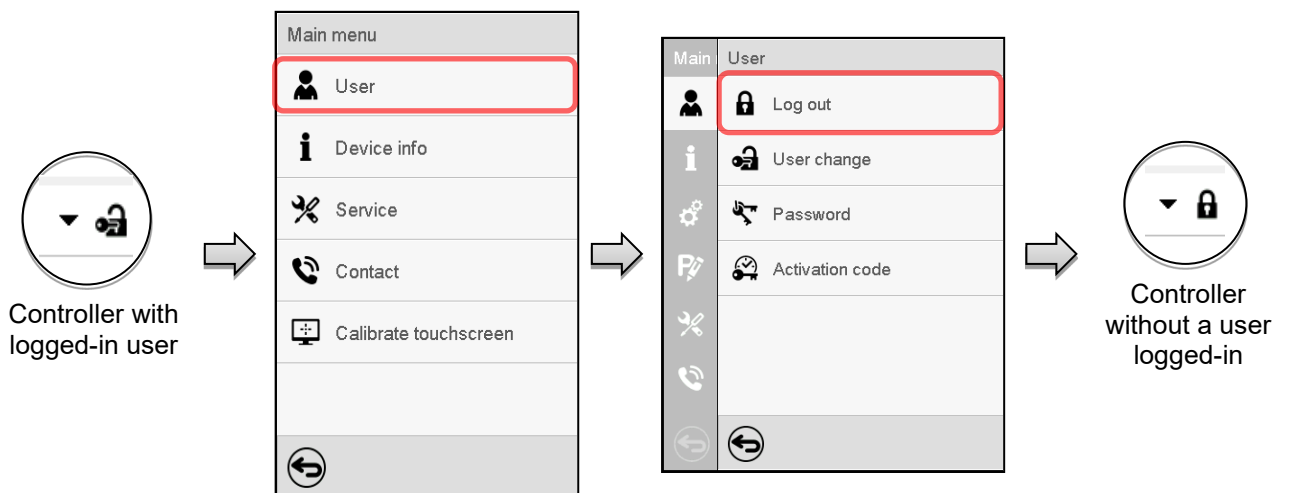 Controller with
logged-in user
Main menu
User
Device info
Service
Contact
Calibrate touchscreen
Main
User
Log out
User change
Password
Activation code
Controller
without a user
logged-in